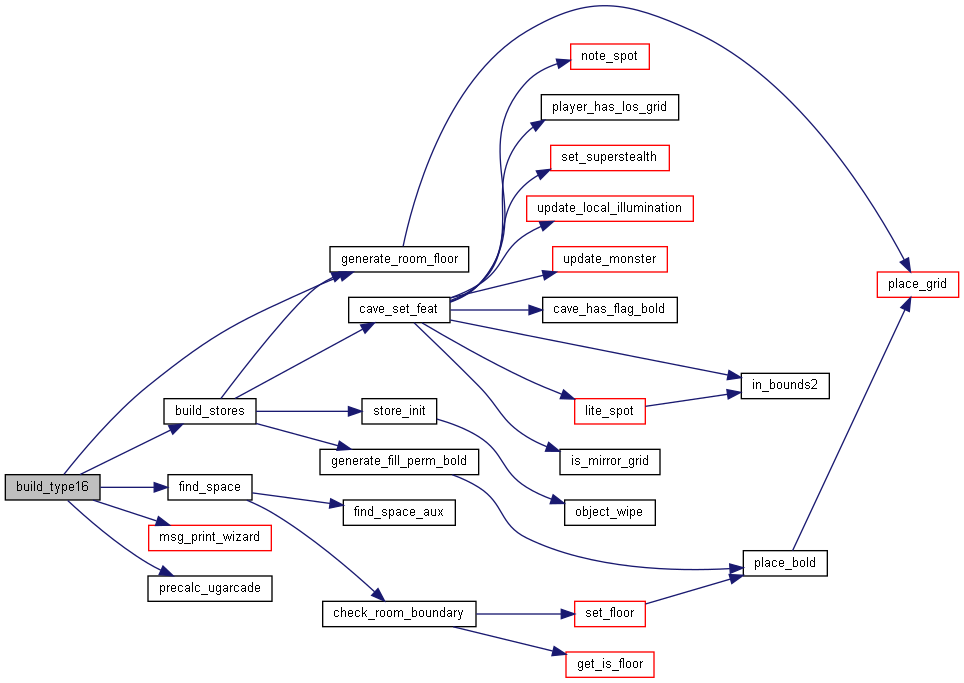 note_spot
player_has_los_grid
set_superstealth
update_local_illumination
update_monster
generate_room_floor
place_grid
cave_set_feat
cave_has_flag_bold
in_bounds2
build_stores
store_init
lite_spot
generate_fill_perm_bold
is_mirror_grid
build_type16
find_space
find_space_aux
object_wipe
msg_print_wizard
place_bold
precalc_ugarcade
check_room_boundary
set_floor
get_is_floor